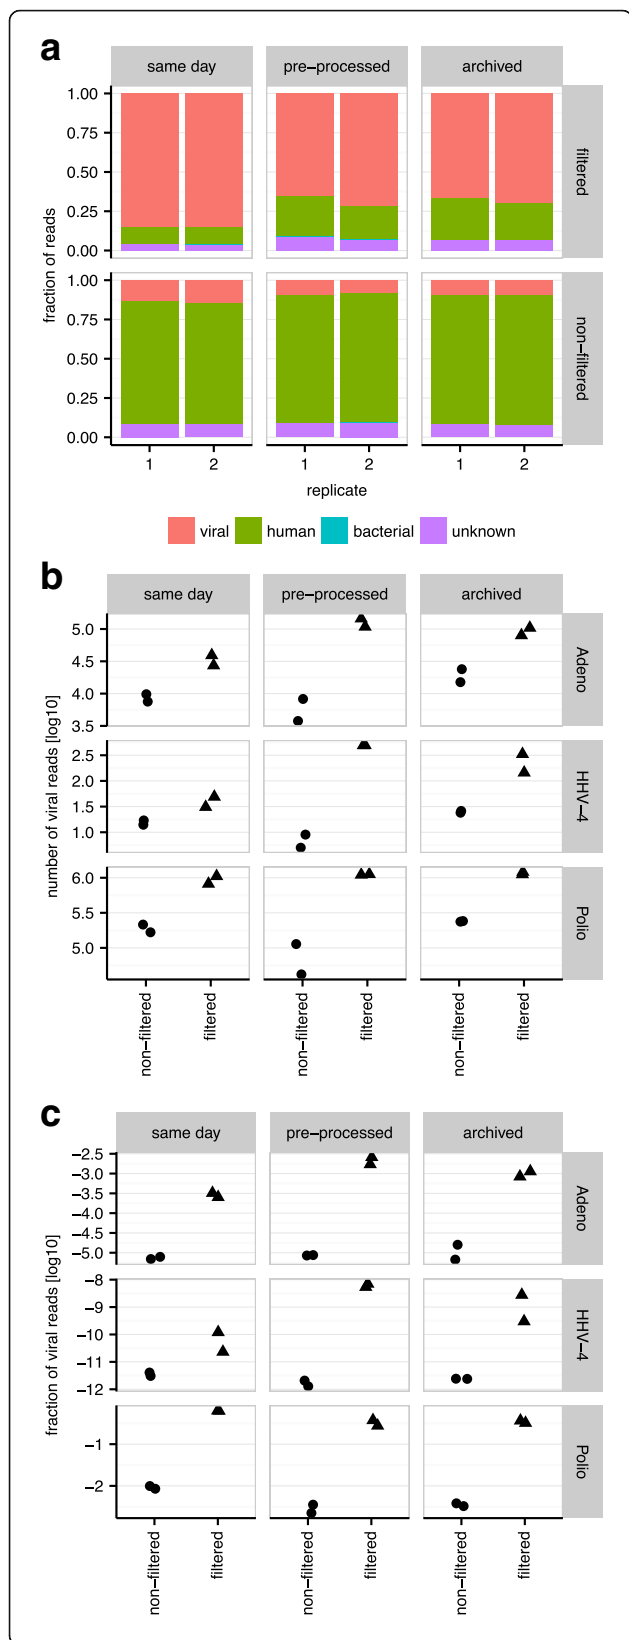 a
same day pre−processed archived
1.00
0.75
0.50
0.25
0.00
filtered
1.00
0.75
0.50
0.25
0.00
non−filtered
fraction of reads
1 2 1 2 1 2
replicate
viral human bacterial unknown
b
same day pre−processed archived
5.0
4.5
4.0
3.5
Adeno
2.5
2.0
1.5
1.0
HHV−4
6.0
5.5
5.0
Polio
number of viral reads [log10]
non−filtered filtered non−filtered filtered non−filtered filtered
c
same day pre−processed archived
−2.5
−3.0
−3.5
−4.0
−4.5
−5.0
Adeno
−8
−9
−10
−11
−12
HHV−4
−1
−2
Polio
fraction of viral reads [log10]
non−filtered filtered non−filtered filtered non−filtered filtered